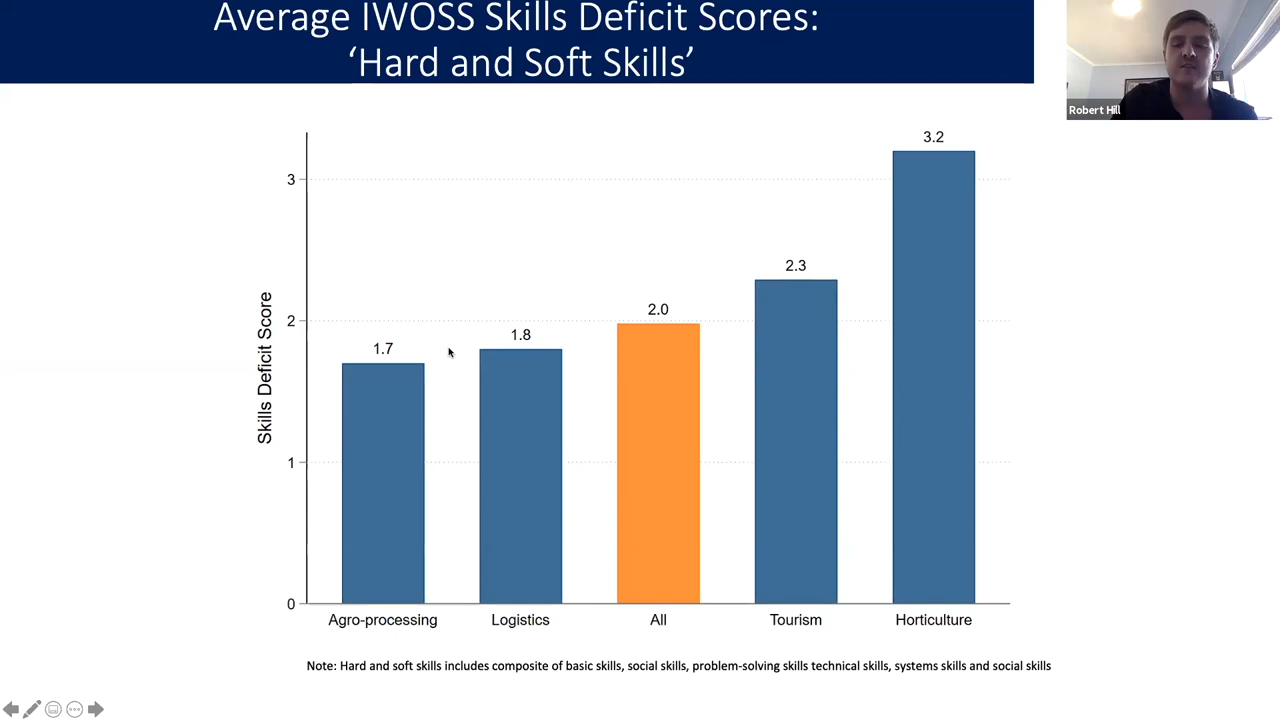 Average IWOSS Skills Deficit Scores:
‘Hard and Soft Skills’
Robert Hill
Skills Deficit Score
3
2
1
0
1.7
1.8
2.0
2.3
3.2
Agro-processing
Logistics
All
Tourism
Horticulture
Note: Hard and soft skills includes composite of basic skills, social skills, problem-solving skills technical skills, systems skills and social skills